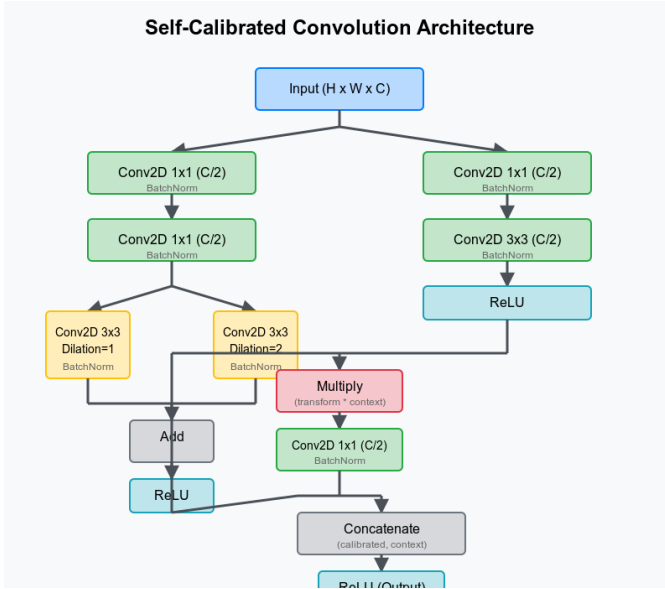 Self-Calibrated Convolution Architecture
Input (H x W x C)
Conv2D 1x1 (C/2)
BatchNorm
Conv2D 1x1 (C/2)
BatchNorm
Conv2D 1x1 (C/2)
BatchNorm
Conv2D 3x3 (C/2)
BatchNorm
ReLU
Conv2D 3x3
Dilation=1
BatchNorm
Conv2D 3x3
Dilation=2
BatchNorm
Multiply
(transform * context)
Add
Conv2D 1x1 (C/2)
BatchNorm
ReLU
Concatenate
(calibrated, context)
ReLU (Output)